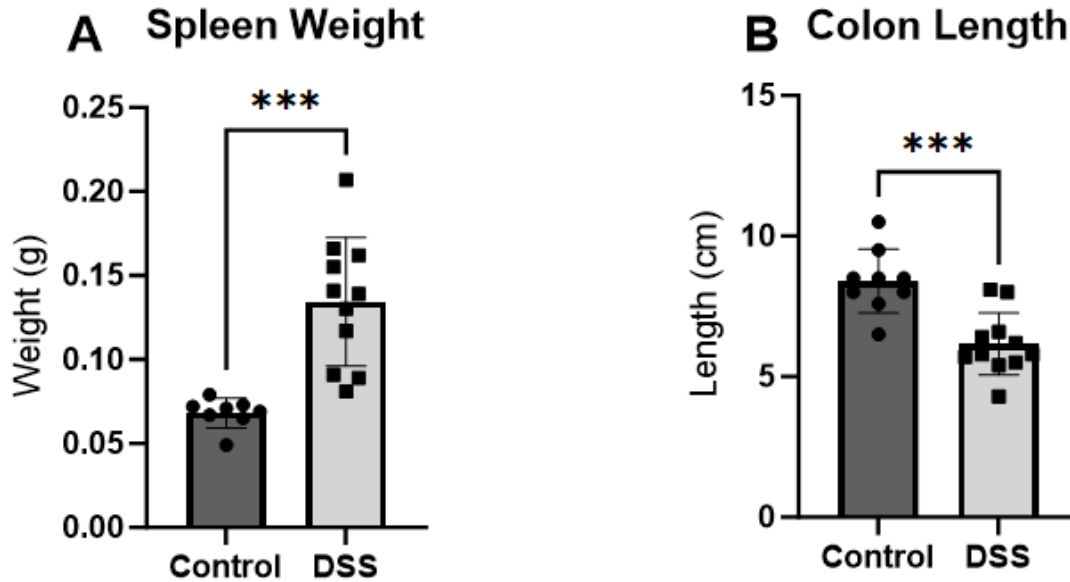 A Spleen Weight
***
0.25
0.20
0.15
0.10
0.05
0.00
Weight (g)
Control DSS
B Colon Length
***
15
10
5
0
Length (cm)
Control DSS